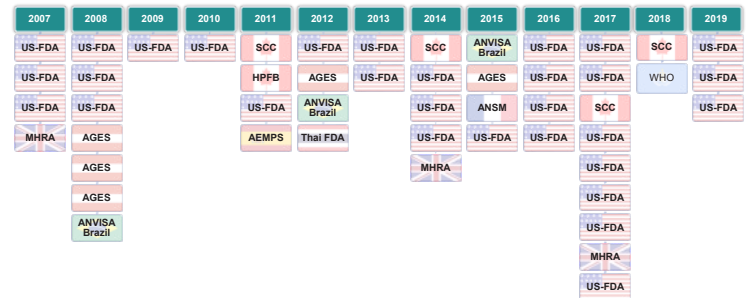 2007 2008 2009 2010 2011 2012 2013 2014 2015 2016 2017 2018 2019
US-FDA US-FDA US-FDA US-FDA SCC US-FDA US-FDA SCC ANVISA Brazil US-FDA US-FDA SCC US-FDA
US-FDA US-FDA HPFB AGES US-FDA US-FDA AGES US-FDA US-FDA WHO US-FDA
US-FDA US-FDA US-FDA ANVISA Brazil US-FDA ANSM US-FDA SCC US-FDA
MHRA AGES AEMPS Thai FDA US-FDA US-FDA US-FDA US-FDA
AGES MHRA US-FDA
AGES US-FDA
ANVISA Brazil MHRA
US-FDA